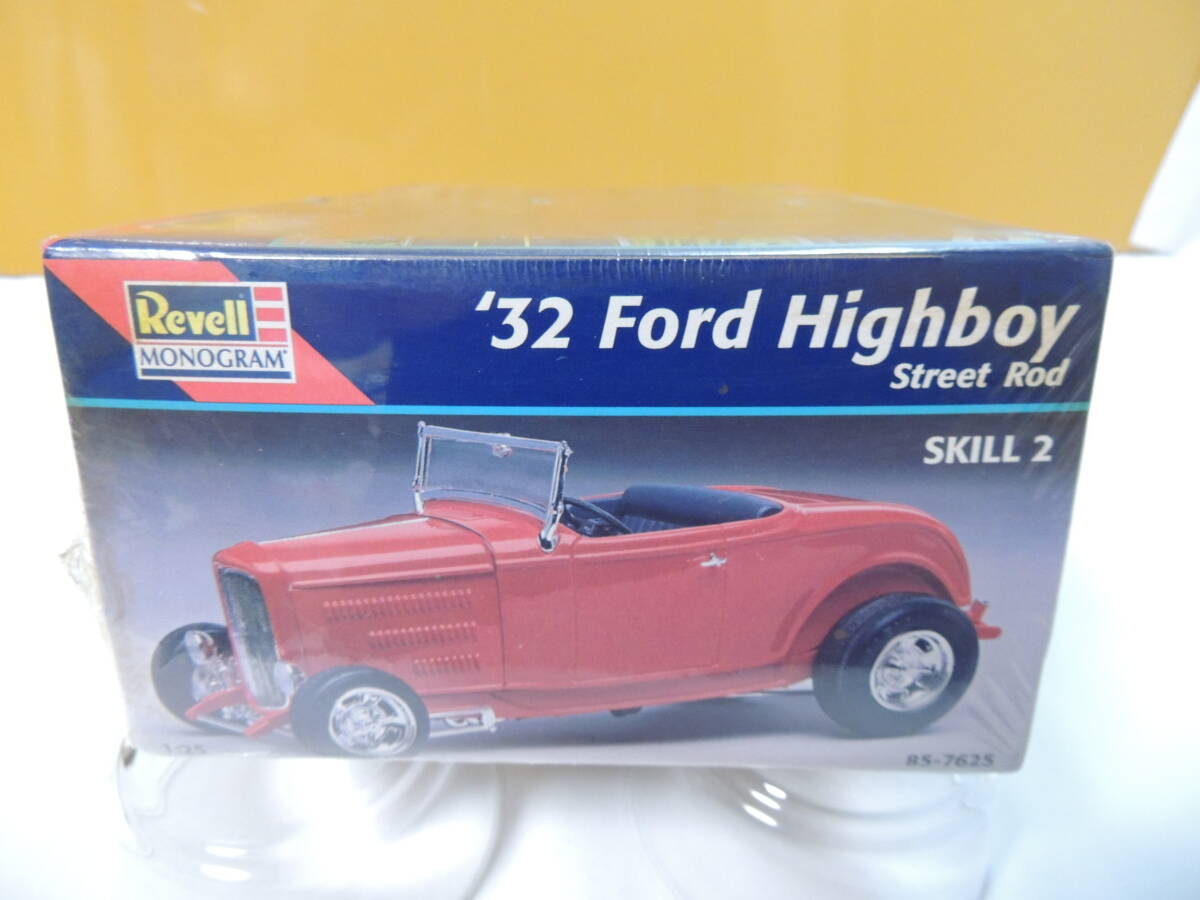 Revell
MONOGRAM
'32 Ford Highboy
Street Rod
SKILL 2
1:25
85-7625